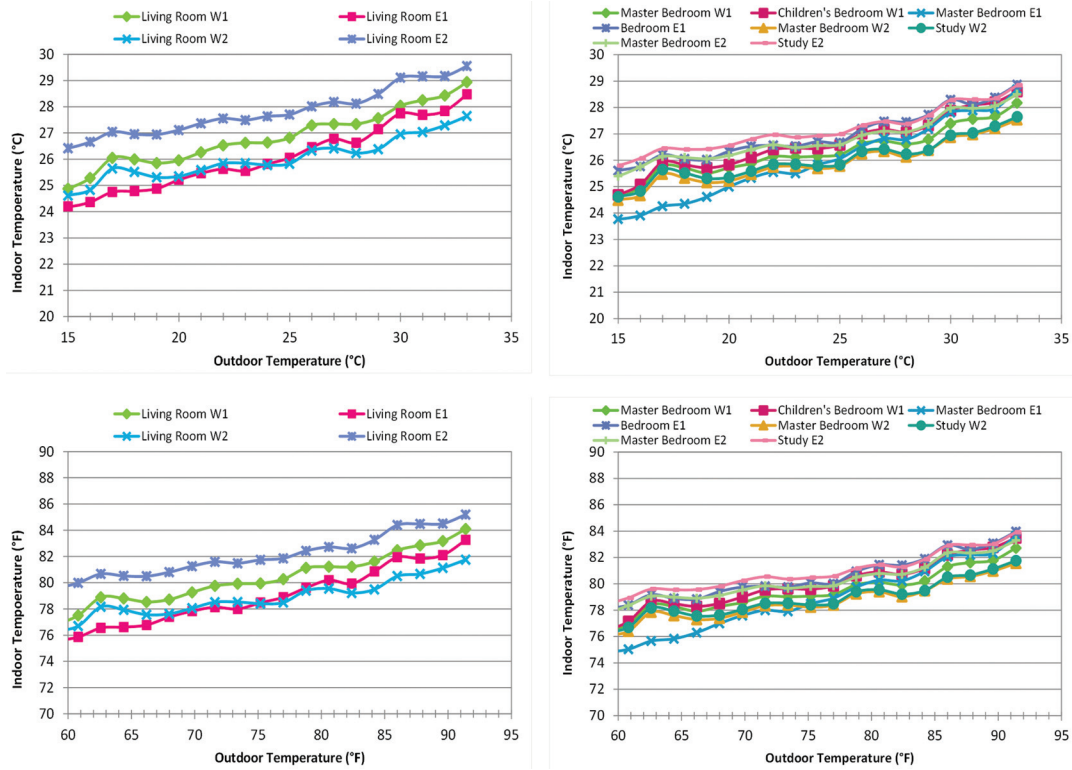 Living Room W1 Living Room E1
Living Room W2 Living Room E2
Indoor Tempoerature (°C)
30
29
28
27
26
25
24
23
22
21
20
15 20 25 30 35
Outdoor Temperature (°C)
Master Bedroom W1 Children's Bedroom W1 Master Bedroom E1
Bedroom E1 Master Bedroom W2 Study W2
Master Bedroom E2 Study E2
Indoor Temperature (°C)
30
29
28
27
26
25
24
23
22
21
20
15 20 25 30 35
Outdoor Temperature (°C)
Living Room W1 Living Room E1
Living Room W2 Living Room E2
Indoor Temperature (°F)
90
88
86
84
82
80
78
76
74
72
70
60 65 70 75 80 85 90 95
Outdoor Temperature (°F)
Master Bedroom W1 Children's Bedroom W1 Master Bedroom E1
Bedroom E1 Master Bedroom W2 Study W2
Master Bedroom E2 Study E2
Indoor Temperature (°F)
90
88
86
84
82
80
78
76
74
72
70
60 65 70 75 80 85 90 95
Outdoor Temperature (°F)